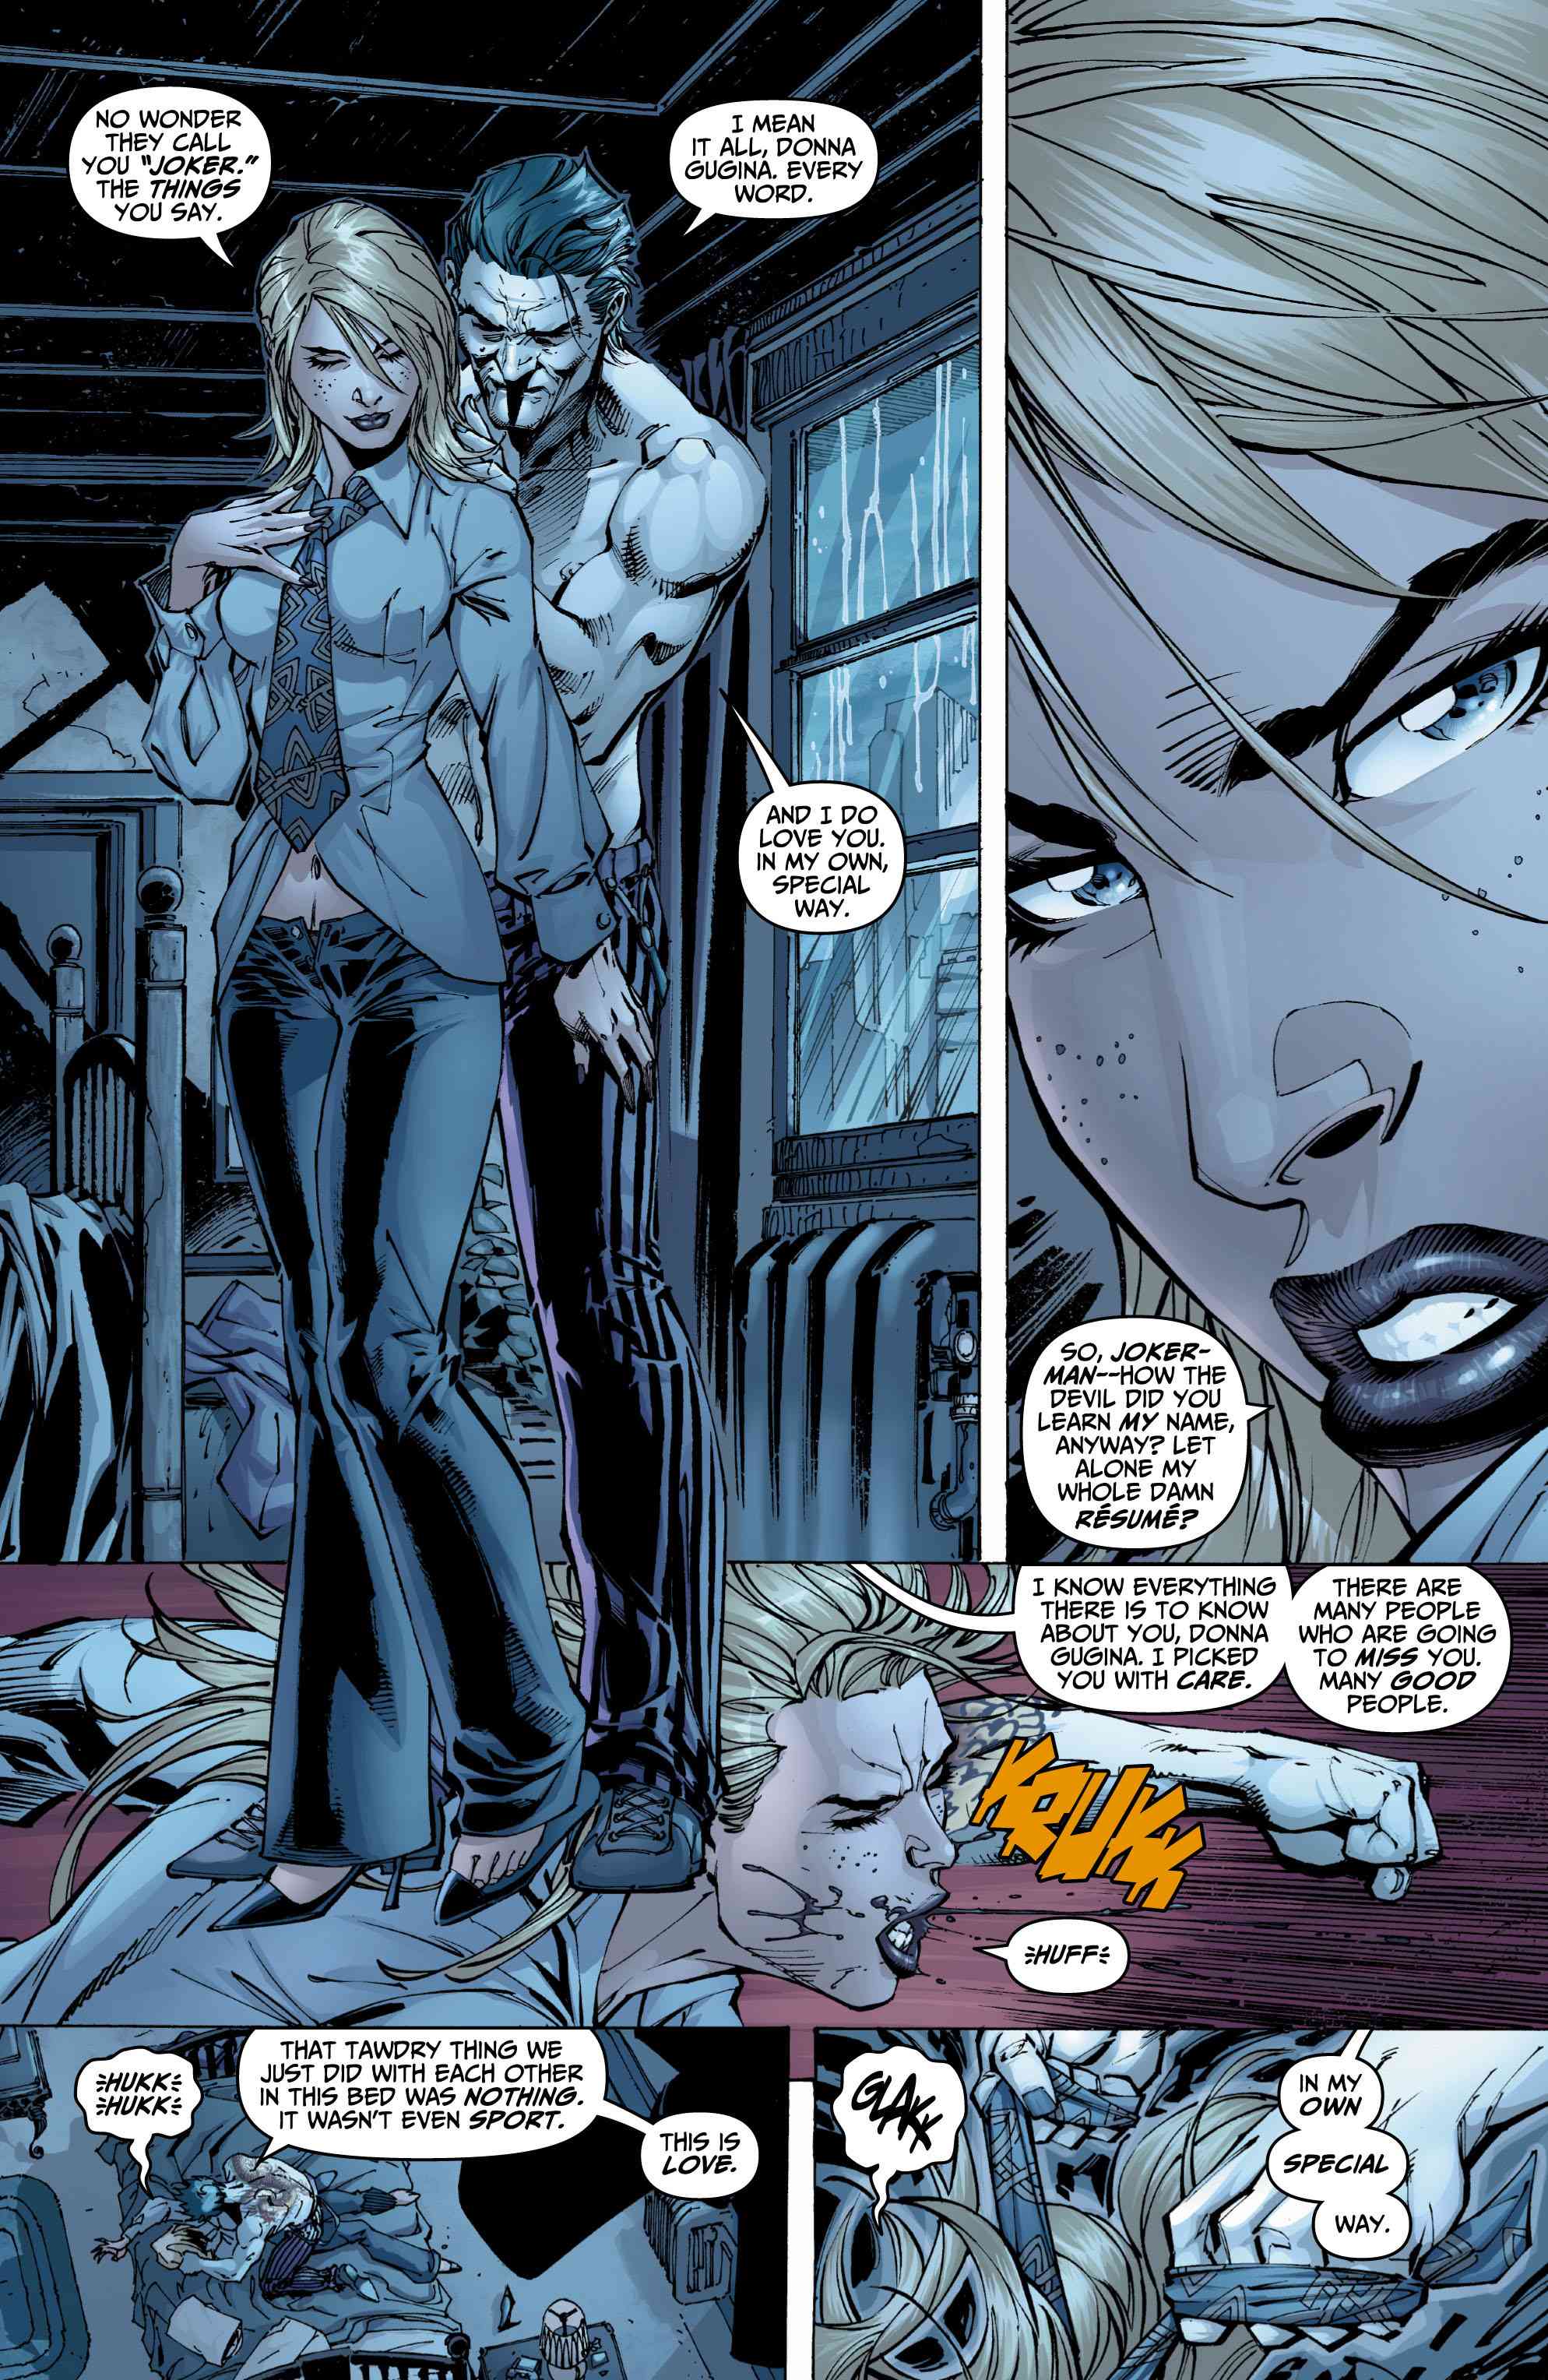 NO WONDER
THEY CALL
YOU "JOKER."
THE THINGS
YOU SAY.
I MEAN
IT ALL, DONNA
GUGINA. EVERY
WORD.
AND I DO
LOVE YOU.
IN MY OWN,
SPECIAL
WAY.
SO, JOKER-
MAN--HOW THE
DEVIL DID YOU
LEARN MY NAME,
ANYWAY? LET
ALONE MY
WHOLE DAMN
RÉSUMÉ?
I KNOW EVERYTHING
THERE IS TO KNOW
ABOUT YOU, DONNA
GUGINA. I PICKED
YOU WITH CARE.
THERE ARE
MANY PEOPLE
WHO ARE GOING
TO MISS YOU.
MANY GOOD
PEOPLE.
KRUKK
HUFF
HUKK
HUKK
THAT TAWDRY THING WE
JUST DID WITH EACH OTHER
IN THIS BED WAS NOTHING.
IT WASN'T EVEN SPORT.
THIS IS
LOVE.
GLAKK
IN MY
OWN
SPECIAL
WAY.